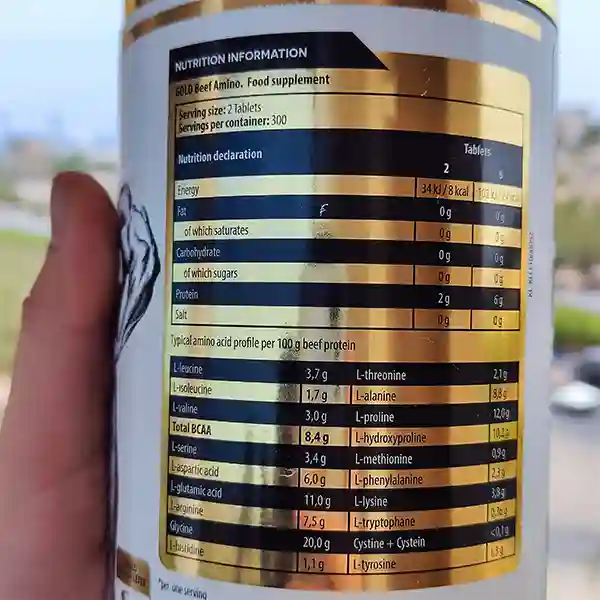 NUTRITION INFORMATION
GOLD Beef Amino. Food supplement
Serving size: 2 Tablets
Servings per container: 300
Nutrition declaration Tablets
2 6
Energy 34 kJ / 8 kcal
Fat 0 g 0 g
of which saturates 0 g 0 g
Carbohydrate 0 g 0 g
of which sugars 0 g 0 g
Protein 2 g 6 g
Salt 0 g 0 g
Typical amino acid profile per 100 g beef protein
L-leucine 3,7 g L-threonine 2,1 g
L-isoleucine 1,7 g L-alanine 8,8 g
L-valine 3,0 g L-proline 12,0 g
Total BCAA 8,4 g L-hydroxyproline
L-serine 3,4 g L-methionine 0,9 g
L-aspartic acid 6,0 g L-phenylalanine 2,3 g
L-glutamic acid 11,0 g L-lysine 3,8 g
L-arginine 7,5 g L-tryptophane
Glycine 20,0 g Cystine + Cystein <0,1 g
L-histidine 1,1 g L-tyrosine
*per one serving